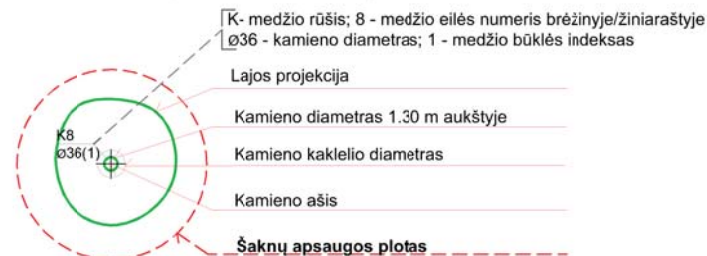 K- medžio rūšis; 8 - medžio eilės numeris brėžinyje/žiniaraštyje
ø36 - kamieno diametras; 1 - medžio būklės indeksas
Lajos projekcija
Kamieno diametras 1.30 m aukštyje
K8
ø36(1)
Kamieno kaklelio diametras
Kamieno ašis
Šaknų apsaugos plotas